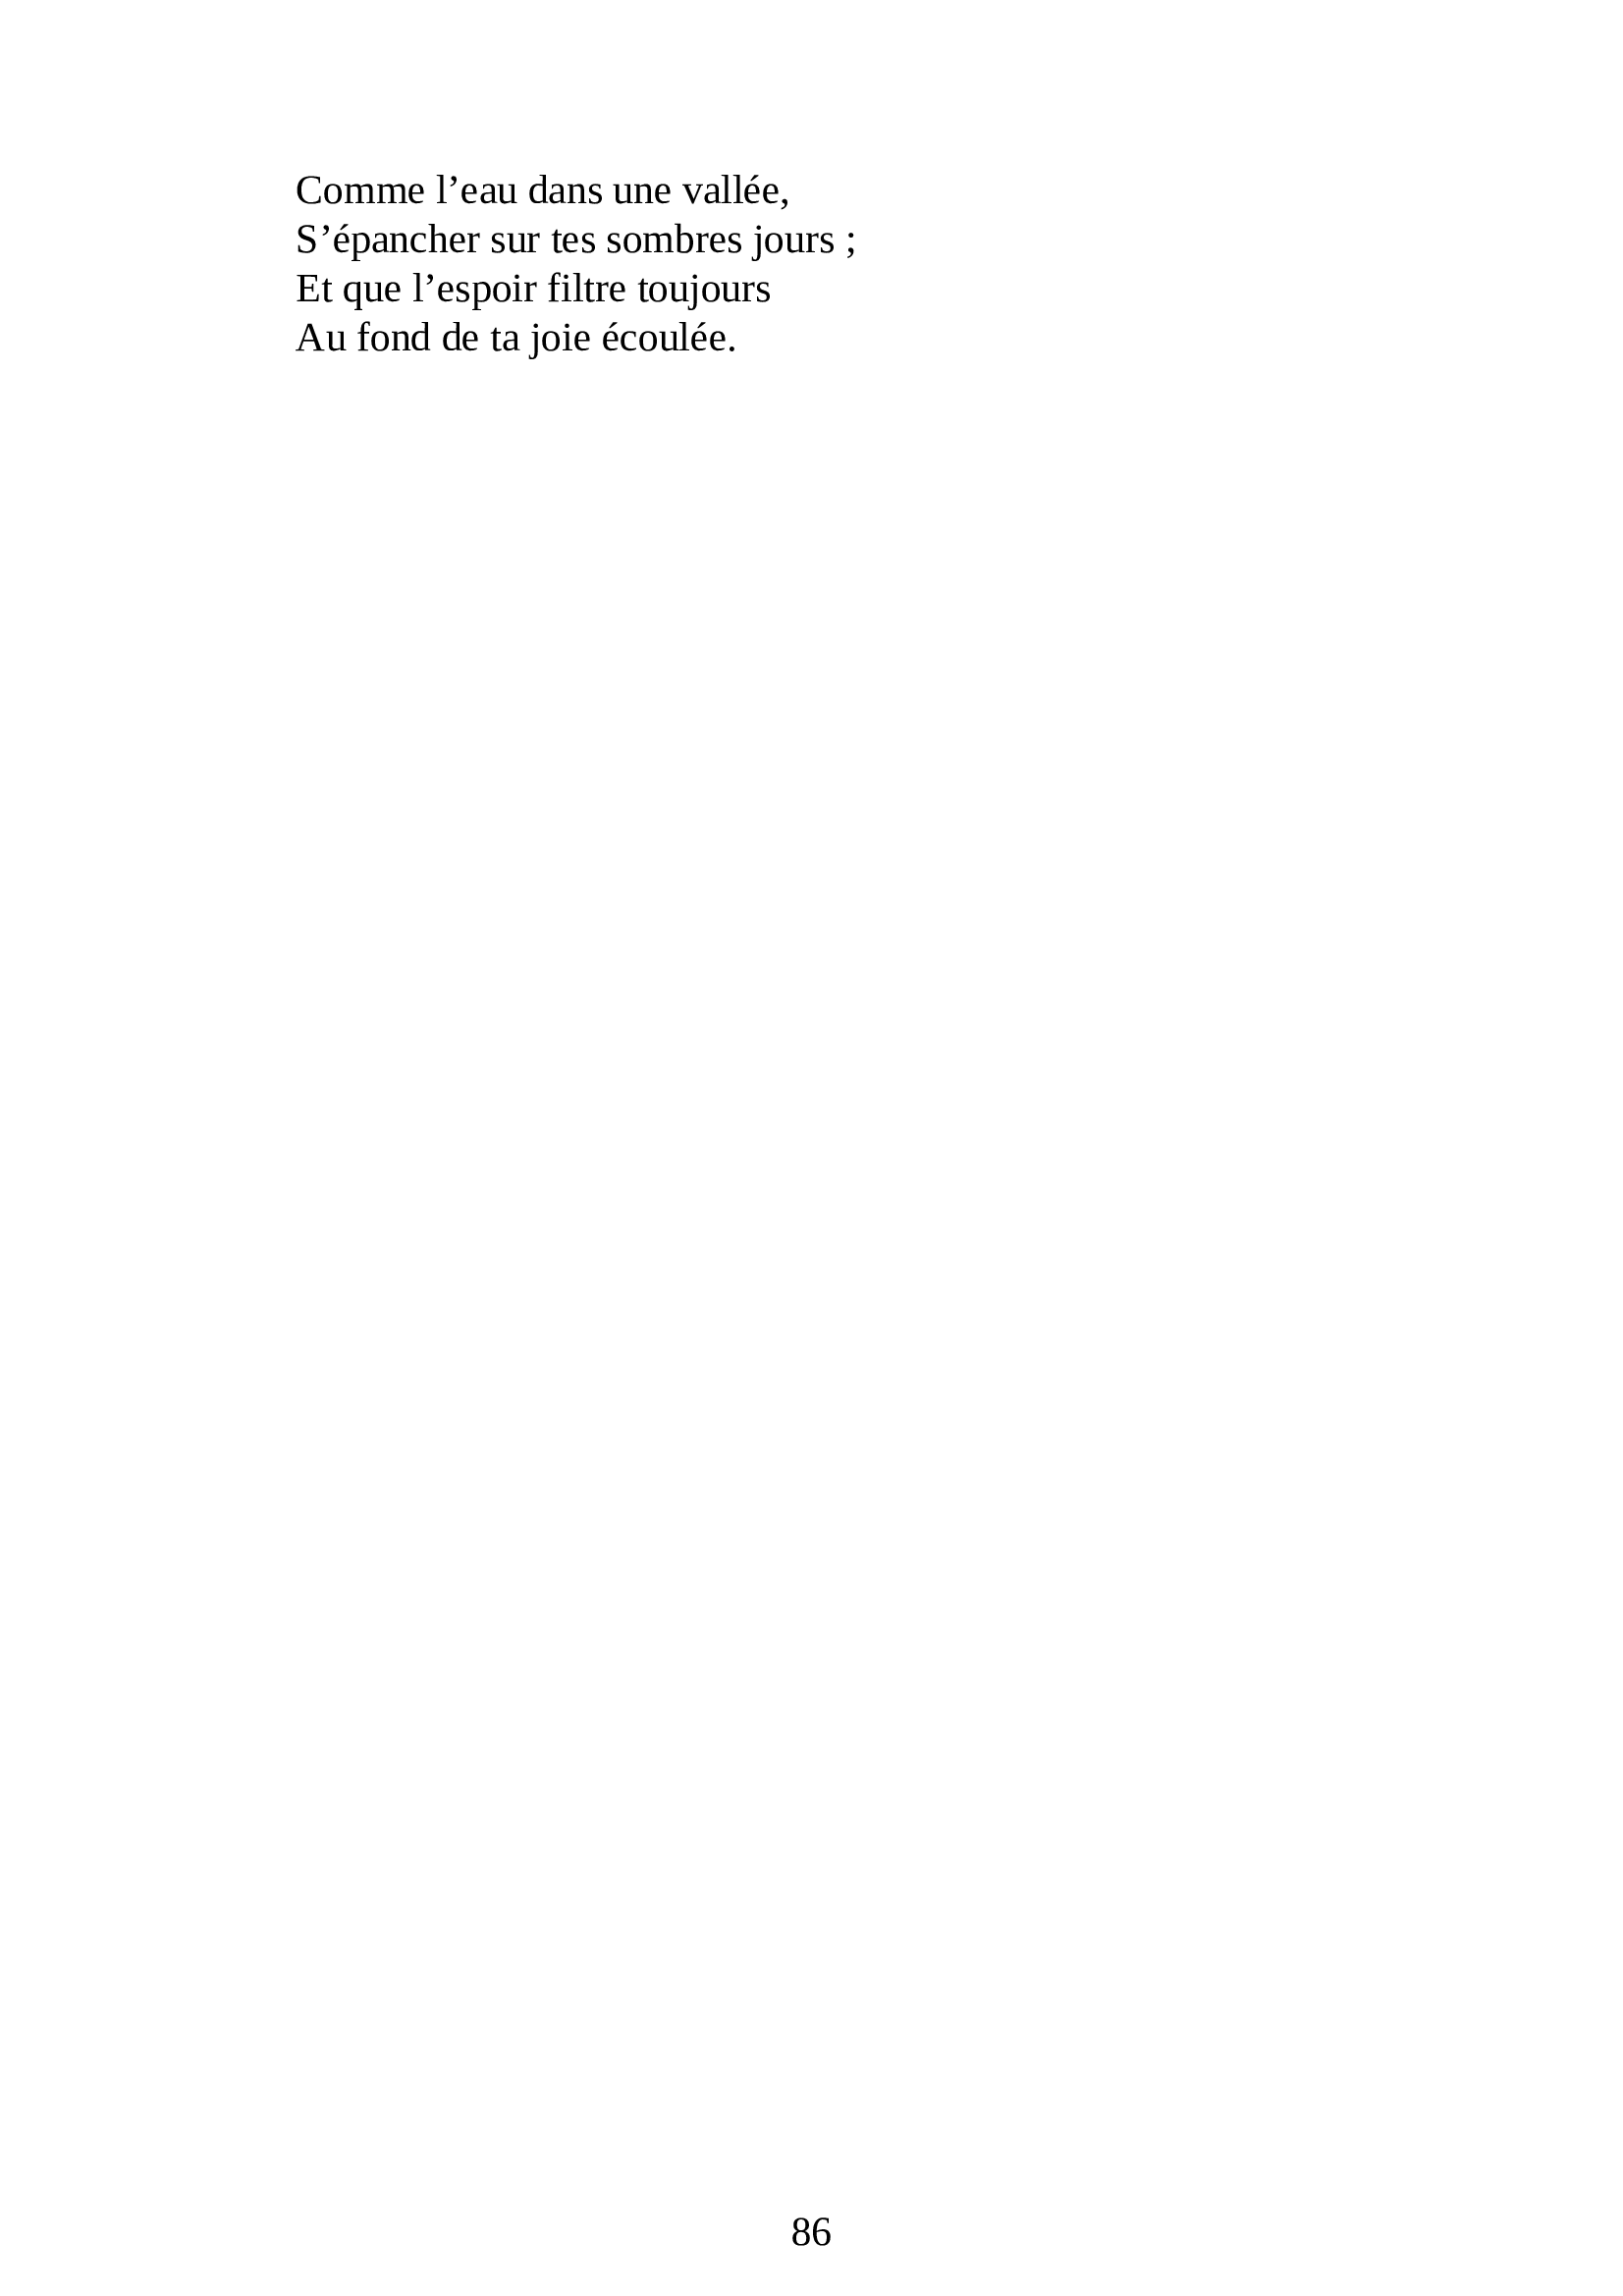 Comme l’eau dans une vallée,
S’épancher sur tes sombres jours ;
Et que l’espoir filtre toujours
Au fond de ta joie écoulée.
86